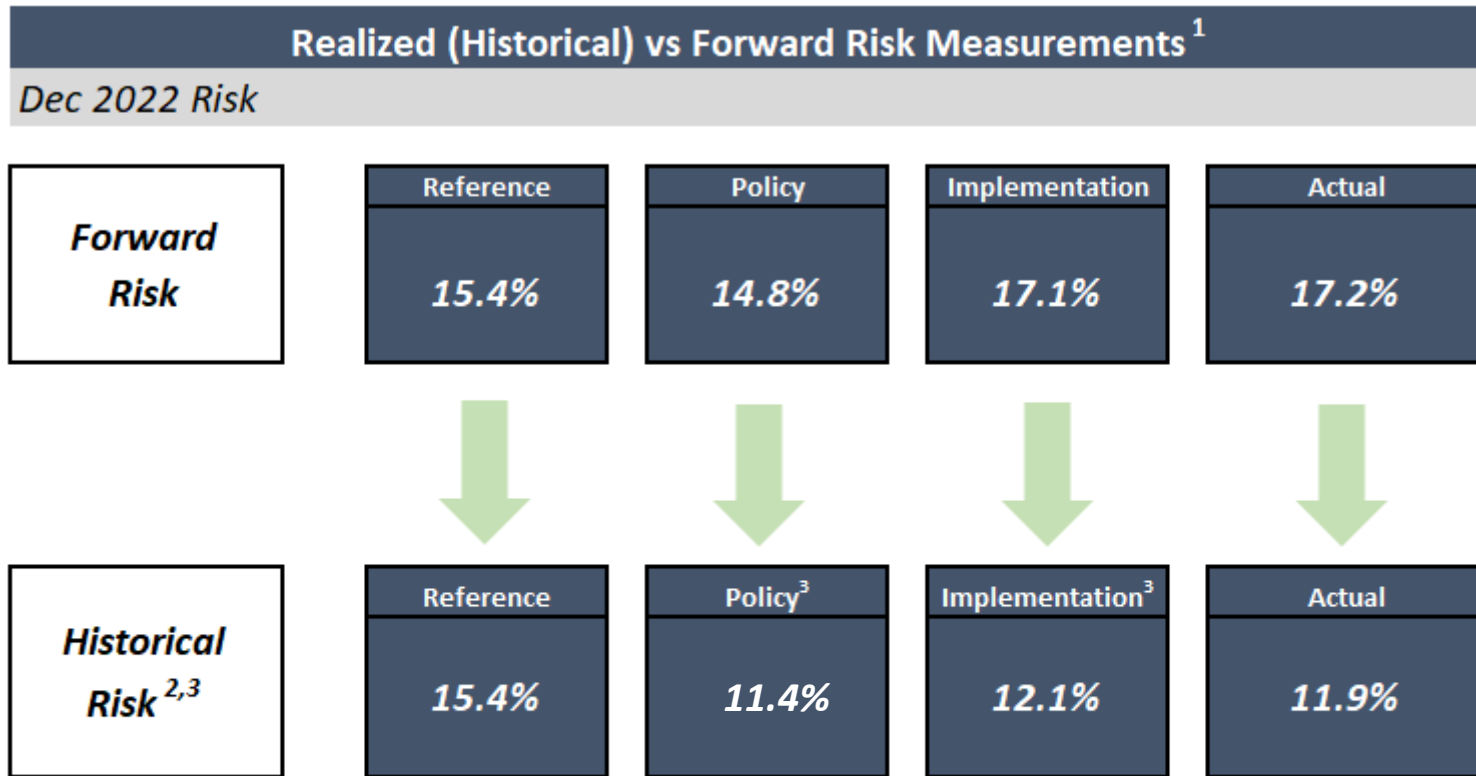 Realized (Historical) vs Forward Risk Measurements 1
Dec 2022 Risk
Forward
Risk
Reference
15.4%
Policy
14.8%
Implementation
17.1%
Actual
17.2%
Historical
Risk 2,3
Reference
15.4%
Policy3
11.4%
Implementation3
12.1%
Actual
11.9%